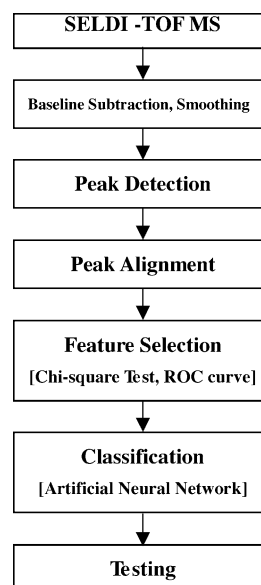 SELDI -TOF MS
Baseline Subtraction, Smoothing
Peak Detection
Peak Alignment
Feature Selection
[Chi-square Test, ROC curve]
Classification
[Artificial Neural Network]
Testing